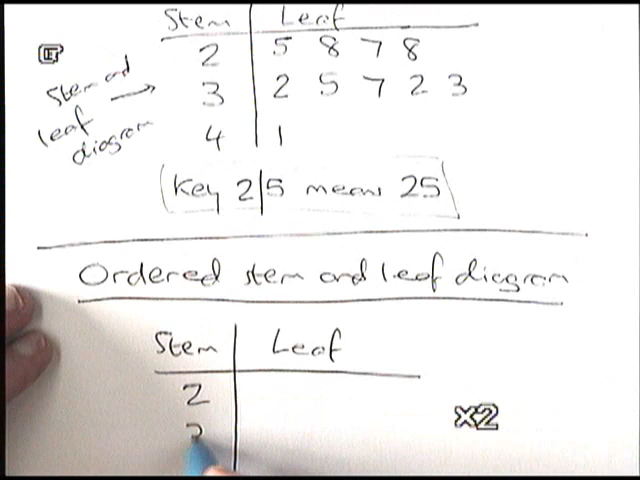 Stem Leaf
2 5 8 7 8
Stem and leaf diagram
3 2 5 7 2 3
4 1
Key 2|5 means 25
Ordered stem and leaf diagram
Stem Leaf
2
3
x2